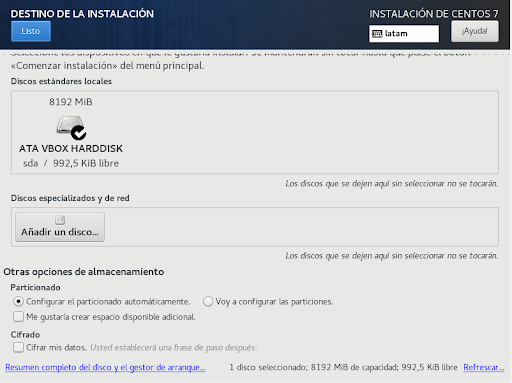 DESTINO DE LA INSTALACIÓN
INSTALACIÓN DE CENTOS 7
Listo
latam
¡Ayuda!
«Comenzar instalación» del menú principal.
Discos estándares locales
8192 MiB
ATA VBOX HARDDISK
sda / 992,5 KiB libre
Los discos que se dejen aquí sin seleccionar no se tocarán.
Discos especializados y de red
Añadir un disco...
Los discos que se dejen aquí sin seleccionar no se tocarán.
Otras opciones de almacenamiento
Particionado
Configurar el particionado automáticamente. Voy a configurar las particiones.
Me gustaría crear espacio disponible adicional.
Cifrado
Cifrar mis datos. Usted establecerá una frase de paso después.
Resumen completo del disco y el gestor de arranque... 1 disco seleccionado; 8192 MiB de capacidad; 992,5 KiB libre Refrescar...